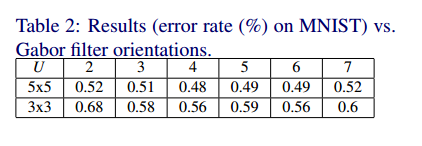 Table 2: Results (error rate (%) on MNIST) vs.
Gabor filter orientations.
U 2 3 4 5 6 7
5x5 0.52 0.51 0.48 0.49 0.49 0.52
3x3 0.68 0.58 0.56 0.59 0.56 0.6